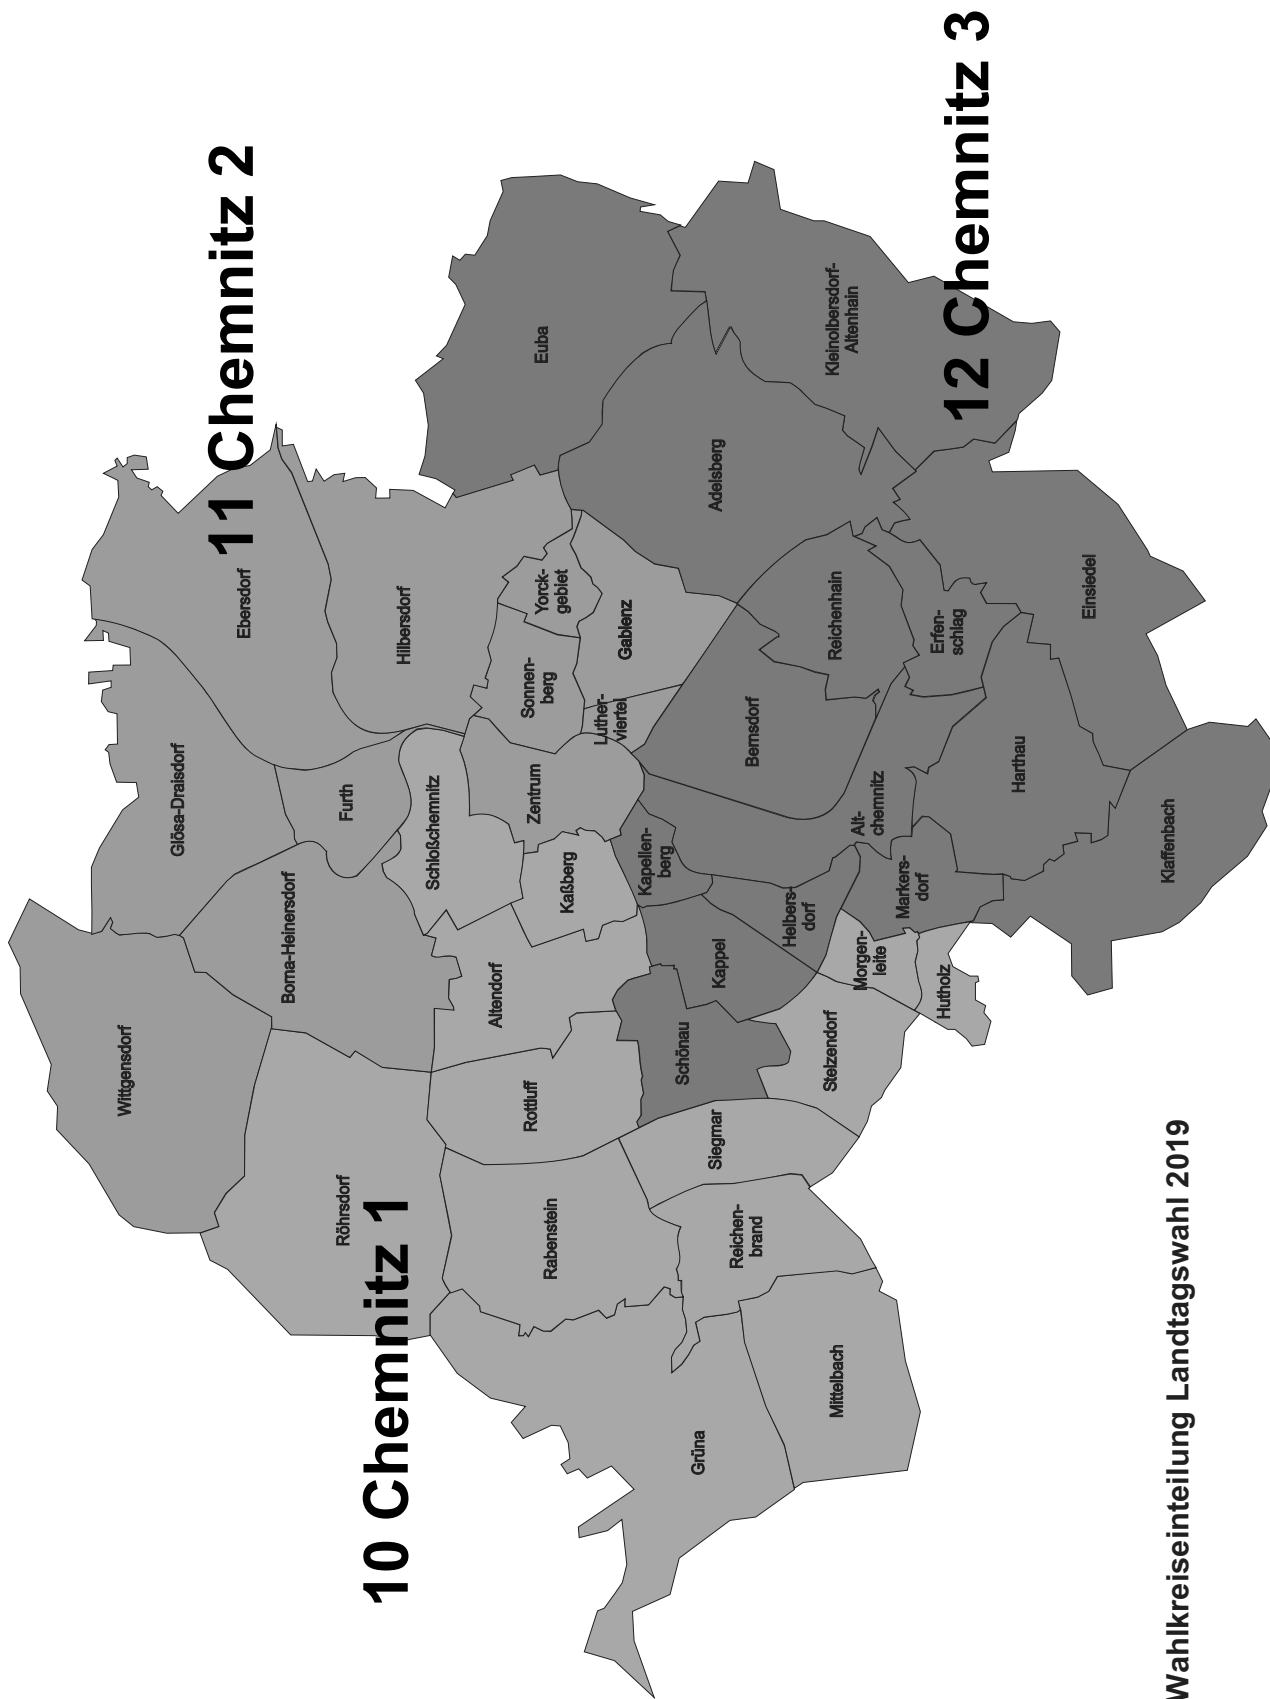 11 Chemnitz 2
10 Chemnitz 1
12 Chemnitz 3
Wittgensdorf
Glösa-Draisdorf
Ebersdorf
Borna-Heinersdorf
Furth
Hilbersdorf
Röhrsdorf
Schloßchemnitz
Altendorf
Rottluff
Rabenstein
Kaßberg
Zentrum
Sonnen-
berg
Yorck-
gebiet
Euba
Luther-
viertel
Gablenz
Adelsberg
Kleinolbersdorf-
Altenhain
Grüna
Mittelbach
Reichen-
brand
Siegmar
Schönau
Stelzendorf
Kappel
Kapellen-
berg
Helbers-
dorf
Morgen-
leite
Hutholz
Markers-
dorf
Alt-
chemnitz
Bernsdorf
Reichenhain
Erfen-
schlag
Harthau
Einsiedel
Klaffenbach
Wahlkreiseinteilung Landtagswahl 2019